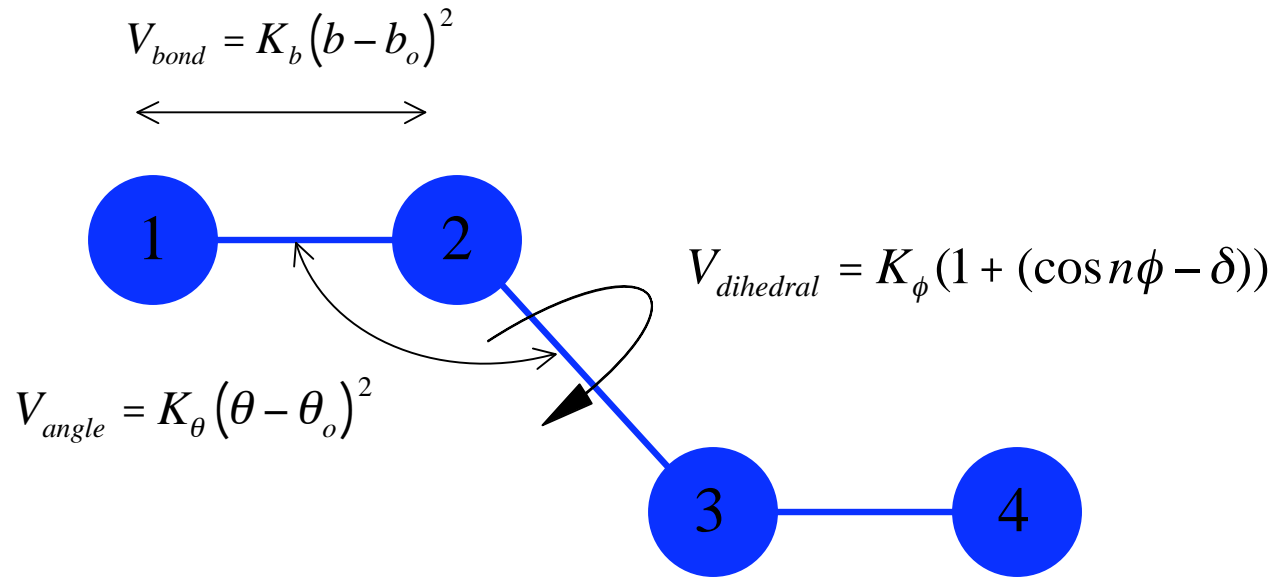 V_bond = K_b(b − b_o)^2
1
2
V_dihedral = K_ϕ(1 + (cos nϕ − δ))
V_angle = K_θ(θ − θ_o)^2
3
4